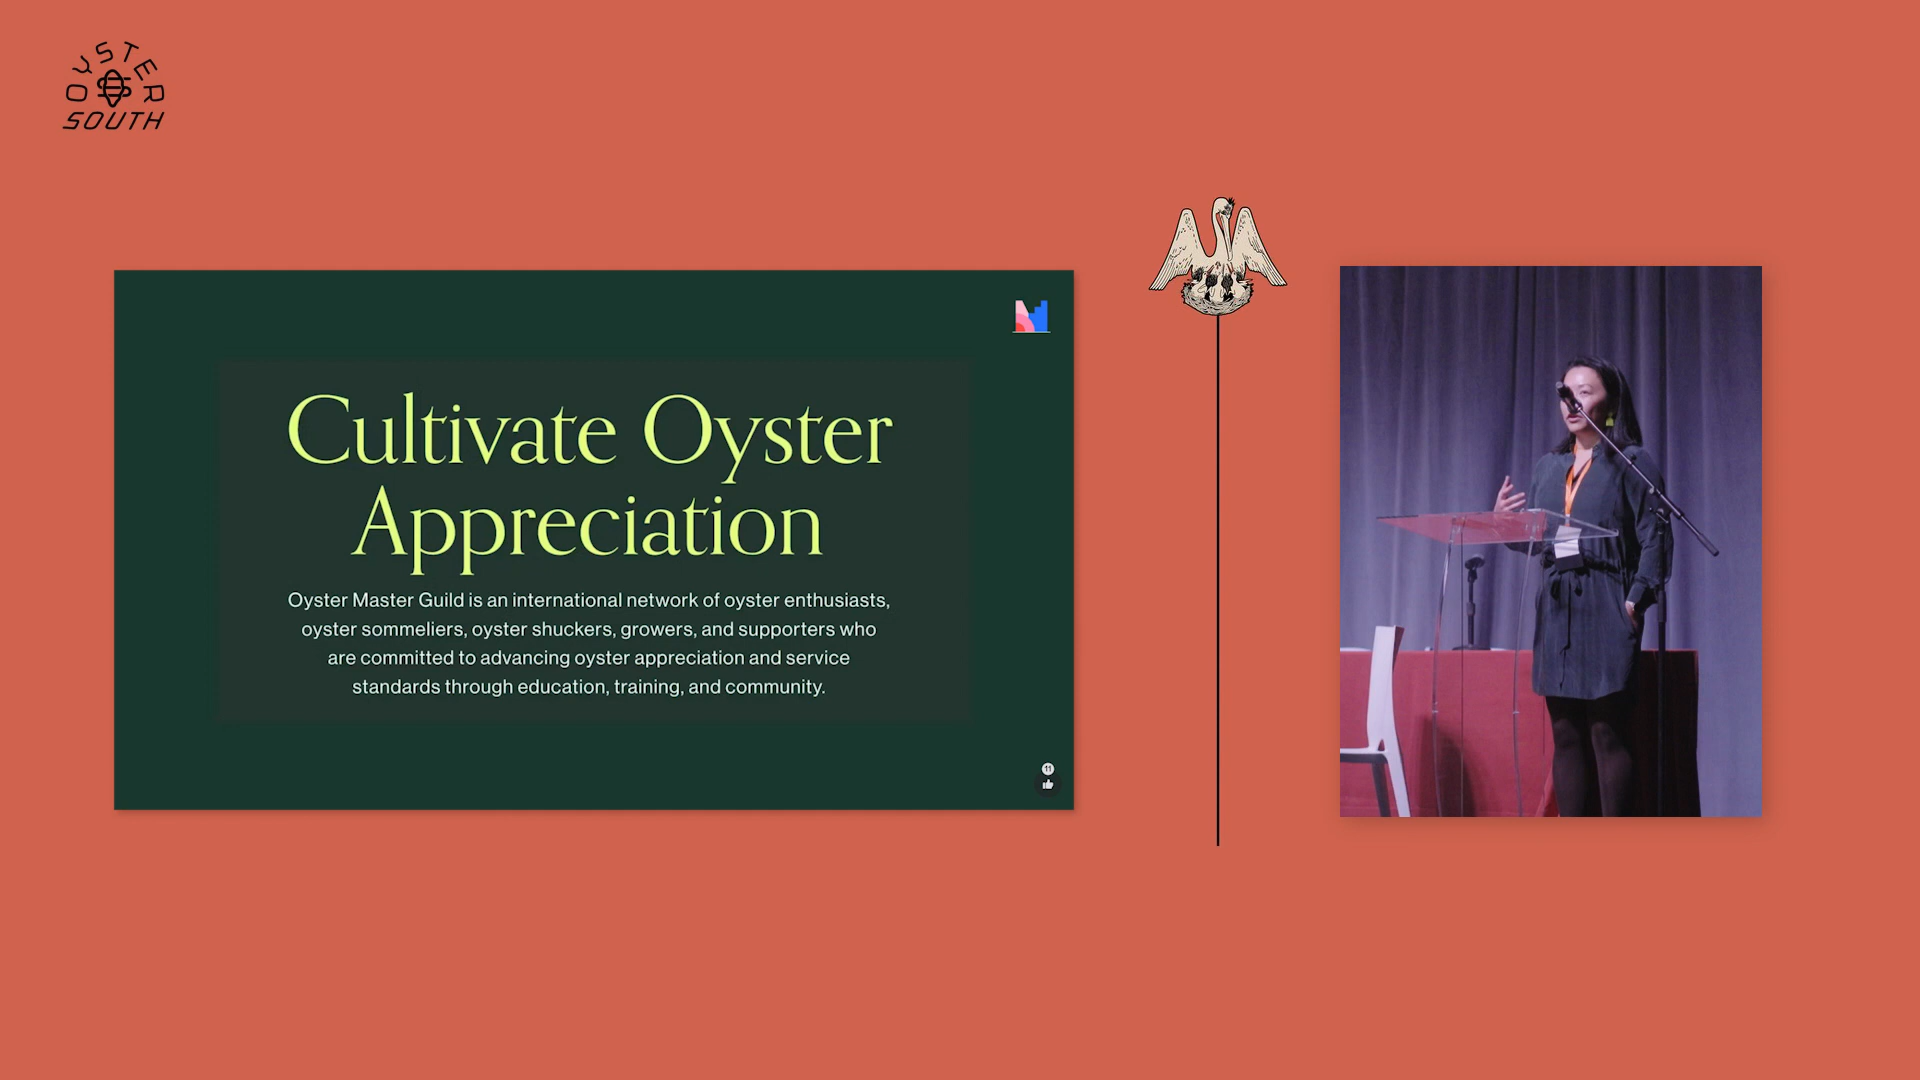 OYSTER
SOUTH
Cultivate Oyster
Appreciation
Oyster Master Guild is an international network of oyster enthusiasts,
oyster sommeliers, oyster shuckers, growers, and supporters who
are committed to advancing oyster appreciation and service
standards through education, training, and community.
11